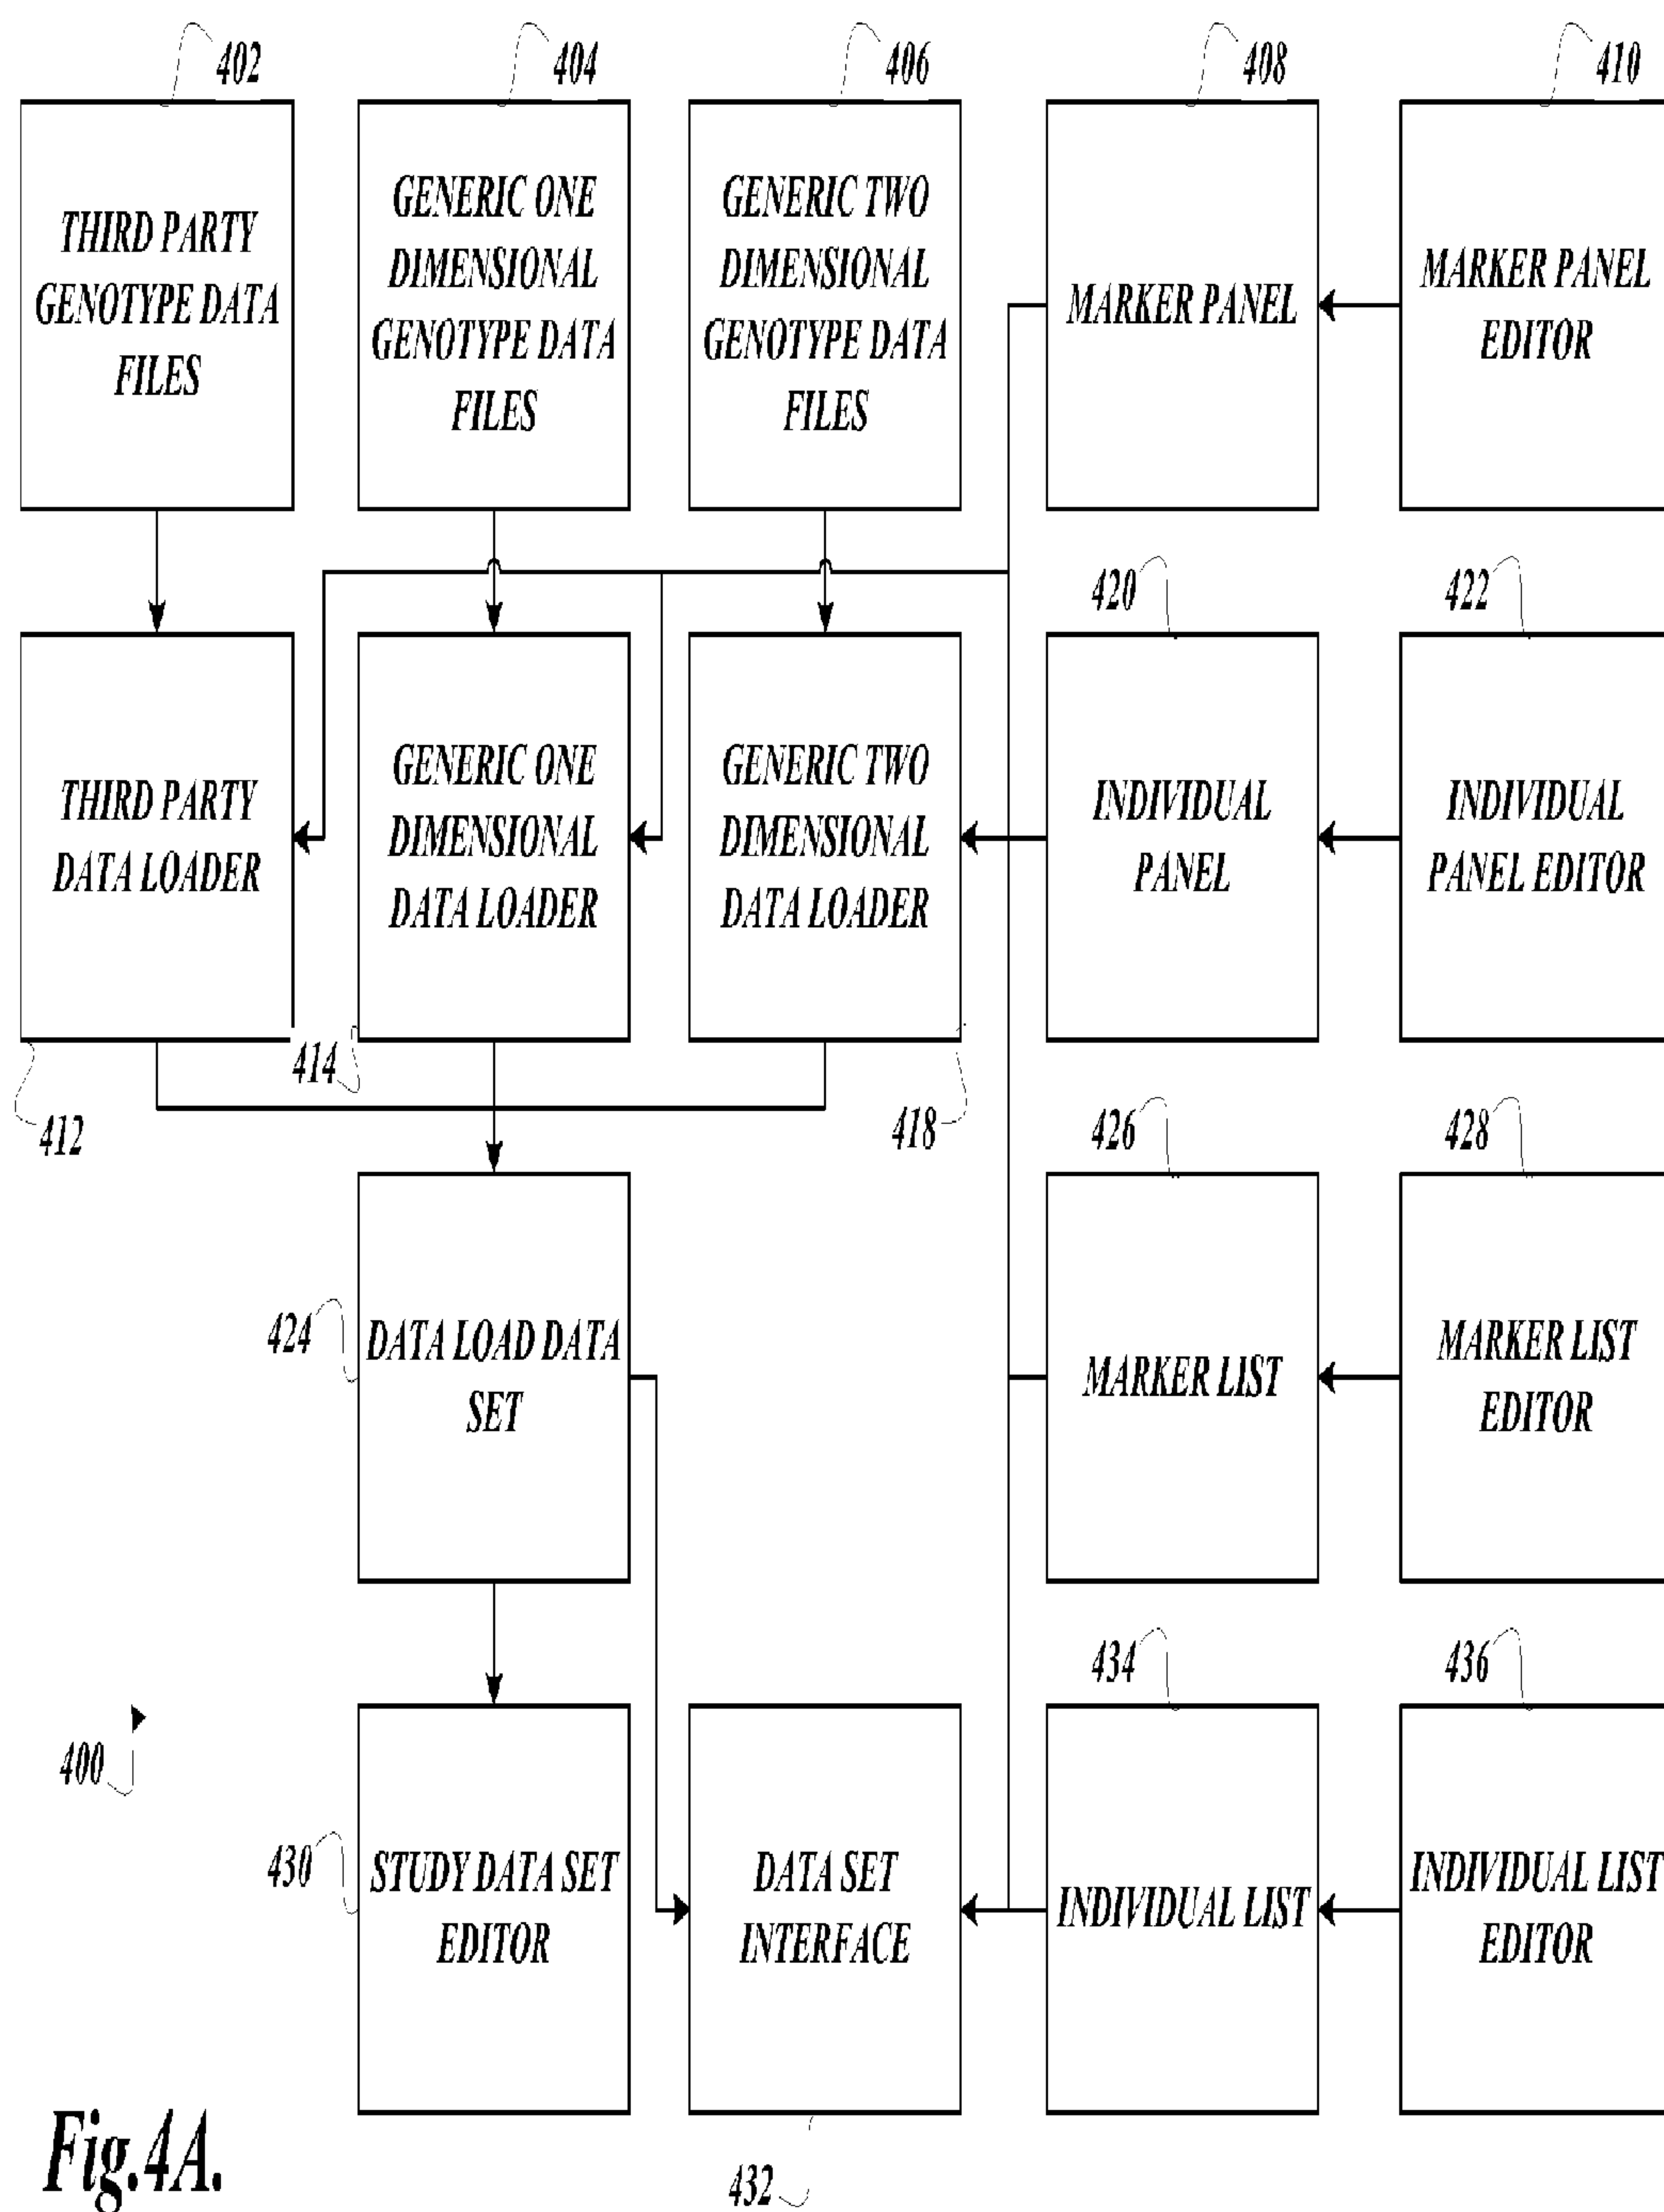 402
404
406
408
410
THIRD PARTY
GENOTYPE DATA
FILES
GENERIC ONE
DIMENSIONAL
GENOTYPE DATA
FILES
GENERIC TWO
DIMENSIONAL
GENOTYPE DATA
FILES
MARKER PANEL
MARKER PANEL
EDITOR
420
422
THIRD PARTY
DATA LOADER
GENERIC ONE
DIMENSIONAL
DATA LOADER
GENERIC TWO
DIMENSIONAL
DATA LOADER
INDIVIDUAL
PANEL
INDIVIDUAL
PANEL EDITOR
412
414
418
426
428
424
DATA LOAD DATA
SET
MARKER LIST
MARKER LIST
EDITOR
434
436
400
430
STUDY DATA SET
EDITOR
DATA SET
INTERFACE
INDIVIDUAL LIST
INDIVIDUAL LIST
EDITOR
432
Fig.4A.